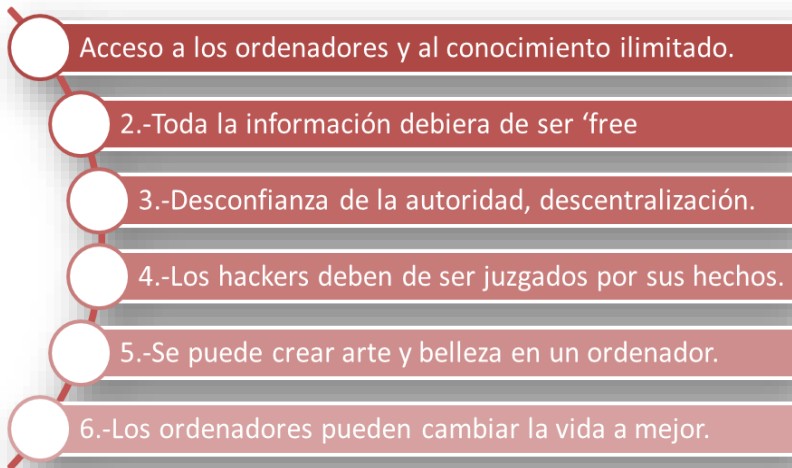 Acceso a los ordenadores y al conocimiento ilimitado.
2.-Toda la información debiera de ser ‘free
3.-Desconfianza de la autoridad, descentralización.
4.-Los hackers deben de ser juzgados por sus hechos.
5.-Se puede crear arte y belleza en un ordenador.
6.-Los ordenadores pueden cambiar la vida a mejor.